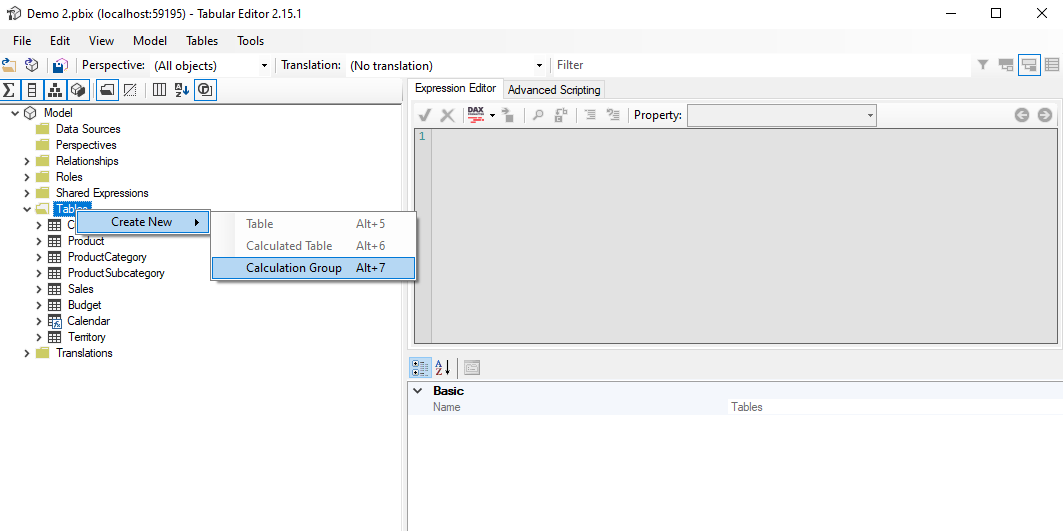 Demo 2.pbix (localhost:59195) - Tabular Editor 2.15.1
File Edit View Model Tables Tools
Perspective: (All objects) Translation: (No translation) Filter
Expression Editor Advanced Scripting
DAX Property:
1
Model
Data Sources
Perspectives
Relationships
Roles
Shared Expressions
Tables
Create New
Table Alt+5
Calculated Table Alt+6
Calculation Group Alt+7
C
Product
ProductCategory
ProductSubcategory
Sales
Budget
Calendar
Territory
Translations
Basic
Name Tables